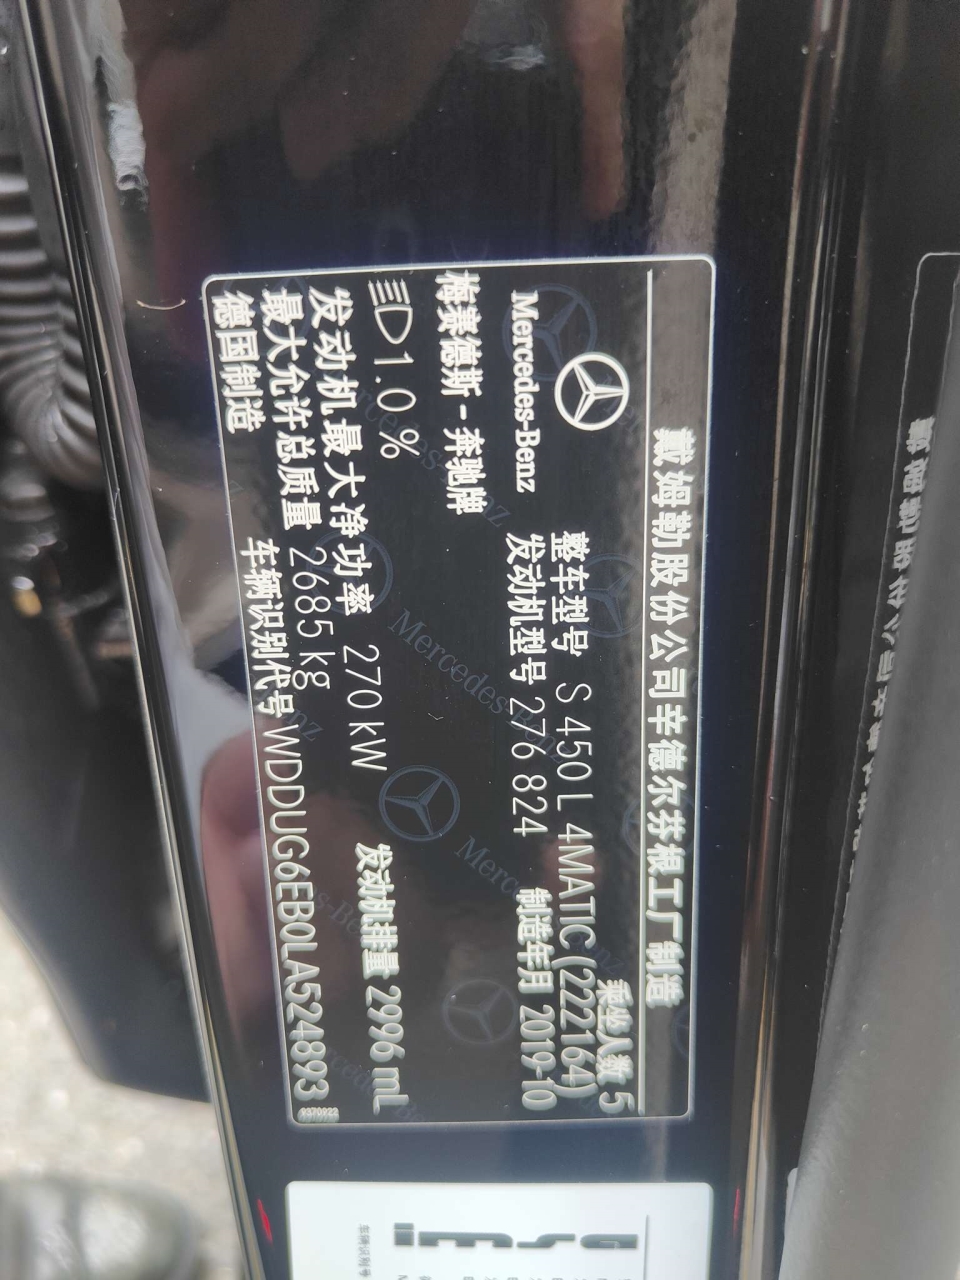 戴姆勒股份公司辛德尔芬根工厂制造
乘坐人数 5
整车型号 S 450 L 4MATIC(222164)
Mercedes-Benz
发动机型号 276 824 制造年月 2019-10
梅赛德斯-奔驰牌
1.0 %
发动机最大净功率 270 kW 发动机排量 2996 mL
最大允许总质量 2685 kg
德国制造 车辆识别代号 WDDUG6EB0LA524893